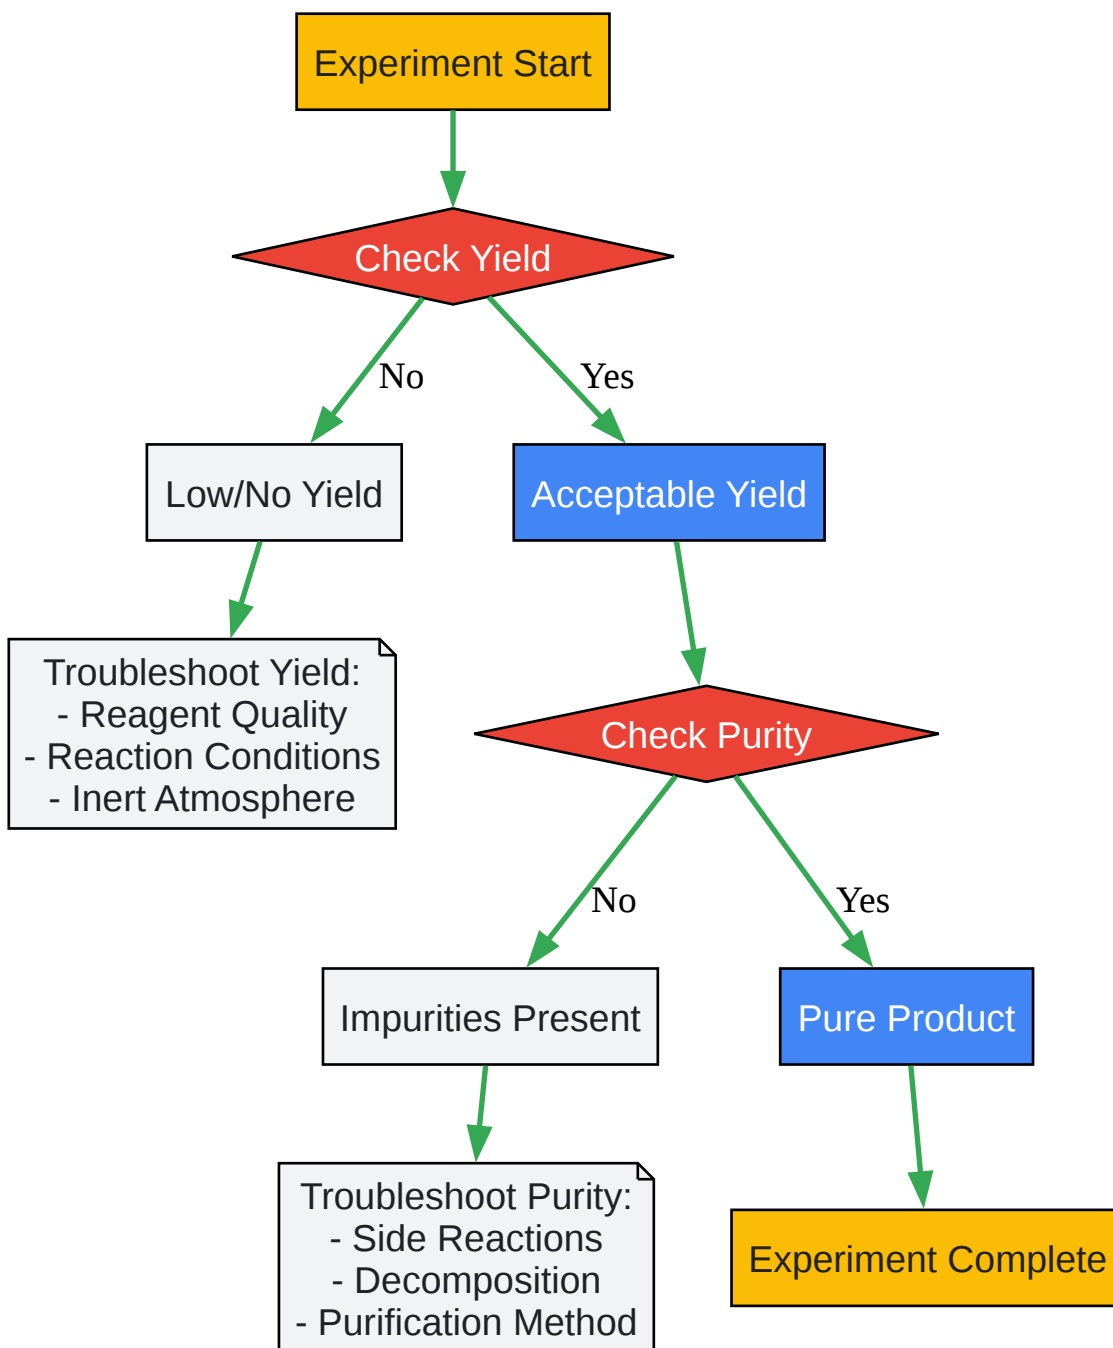 Experiment Start
Check Yield
No
Yes
Low/No Yield
Acceptable Yield
Troubleshoot Yield:
- Reagent Quality
- Reaction Conditions
- Inert Atmosphere
Check Purity
No
Yes
Impurities Present
Pure Product
Troubleshoot Purity:
- Side Reactions
- Decomposition
- Purification Method
Experiment Complete